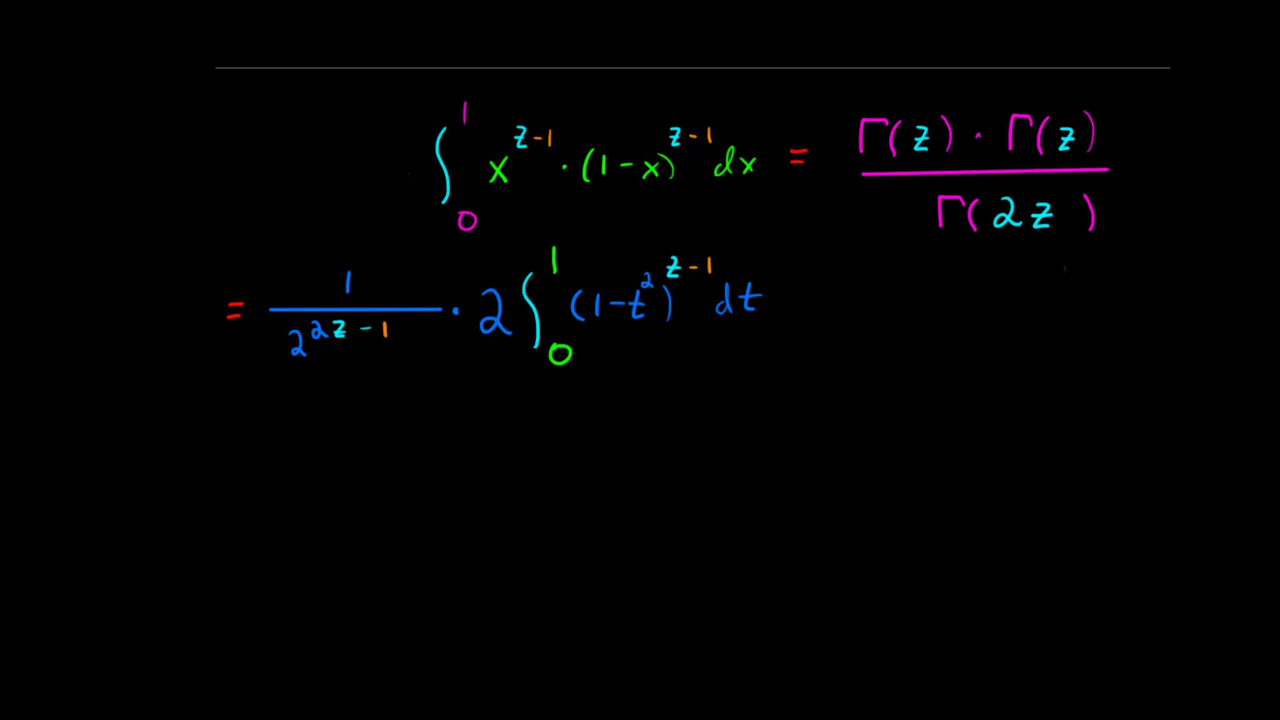 ∫₀¹ x^{z-1} · (1-x)^{z-1} dx = Γ(z) · Γ(z) / Γ(2z)
= 1 / 2^{2z-1} · 2 ∫₀¹ (1-t²)^{z-1} dt